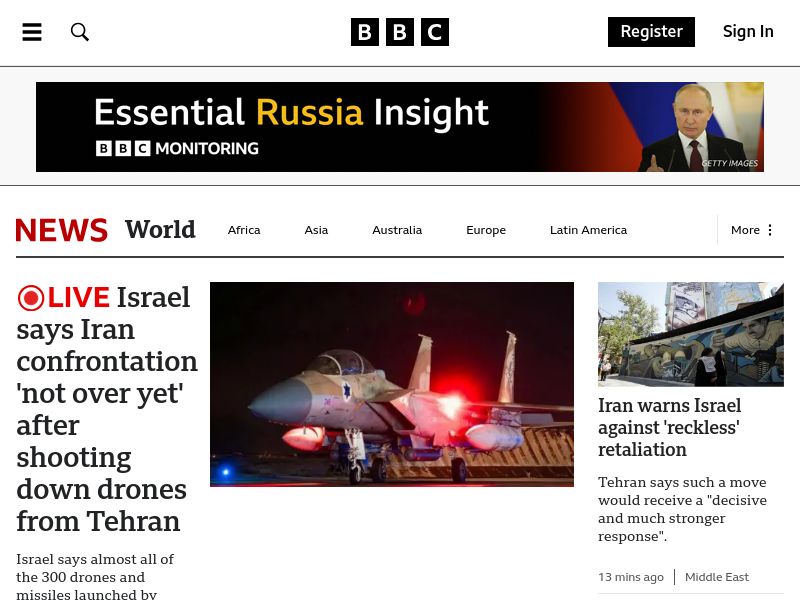 BBC
Register
Sign In
Essential Russia Insight
BBC MONITORING
GETTY IMAGES
NEWS World
Africa
Asia
Australia
Europe
Latin America
More
LIVE Israel
says Iran
confrontation
'not over yet'
after
shooting
down drones
from Tehran
Israel says almost all of
the 300 drones and
missiles launched by
Iran warns Israel
against 'reckless'
retaliation
Tehran says such a move
would receive a "decisive
and much stronger
response".
13 mins ago
Middle East